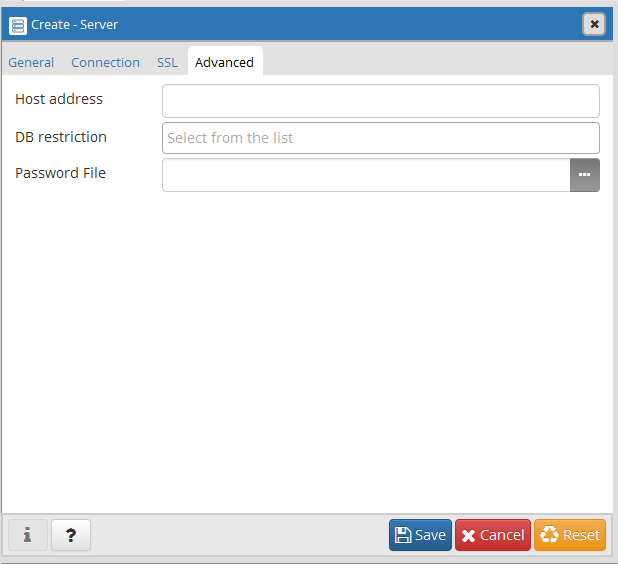 Create - Server
General Connection SSL Advanced
Host address
DB restriction Select from the list
Password File ...
i ? Save Cancel Reset